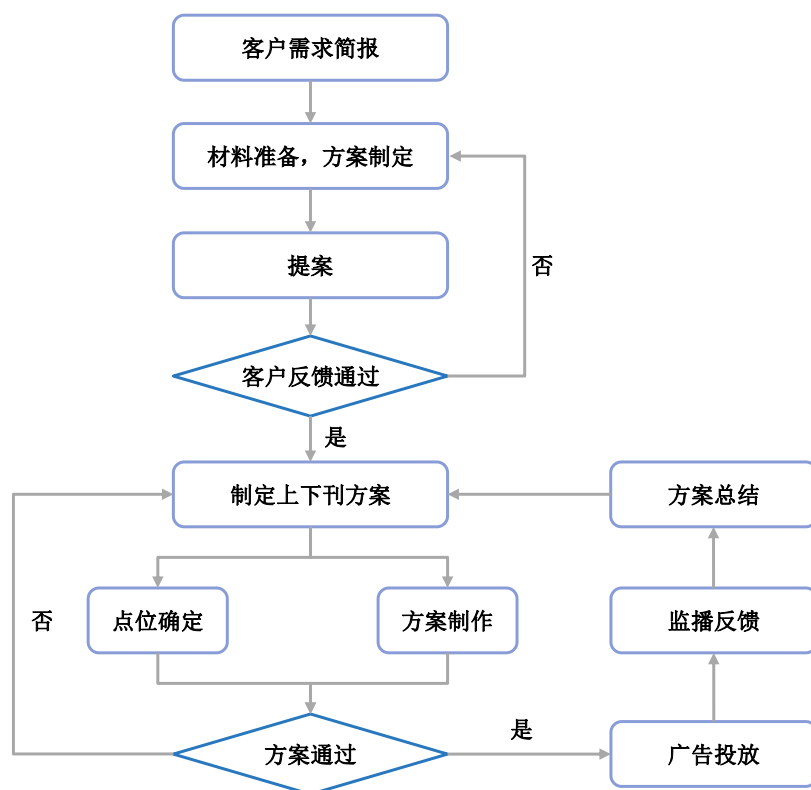 客户需求简报
材料准备，方案制定
提案
否
客户反馈通过
是
制定上下刊方案
方案总结
点位确定
方案制作
否
监播反馈
方案通过
是
广告投放